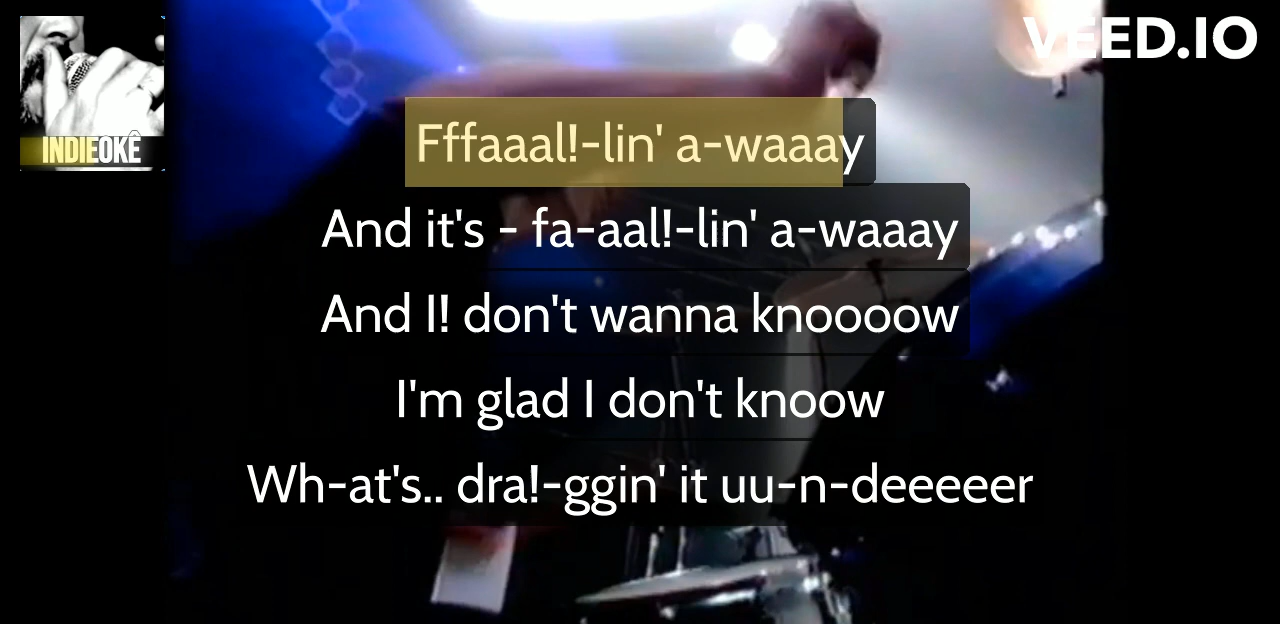 VEED.IO
INDIEOKÊ
Fffaaal!-lin' a-waaay
And it's - fa-aal!-lin' a-waaay
And I! don't wanna knoooow
I'm glad I don't knoow
Wh-at's.. dra!-ggin' it uu-n-deeeeer